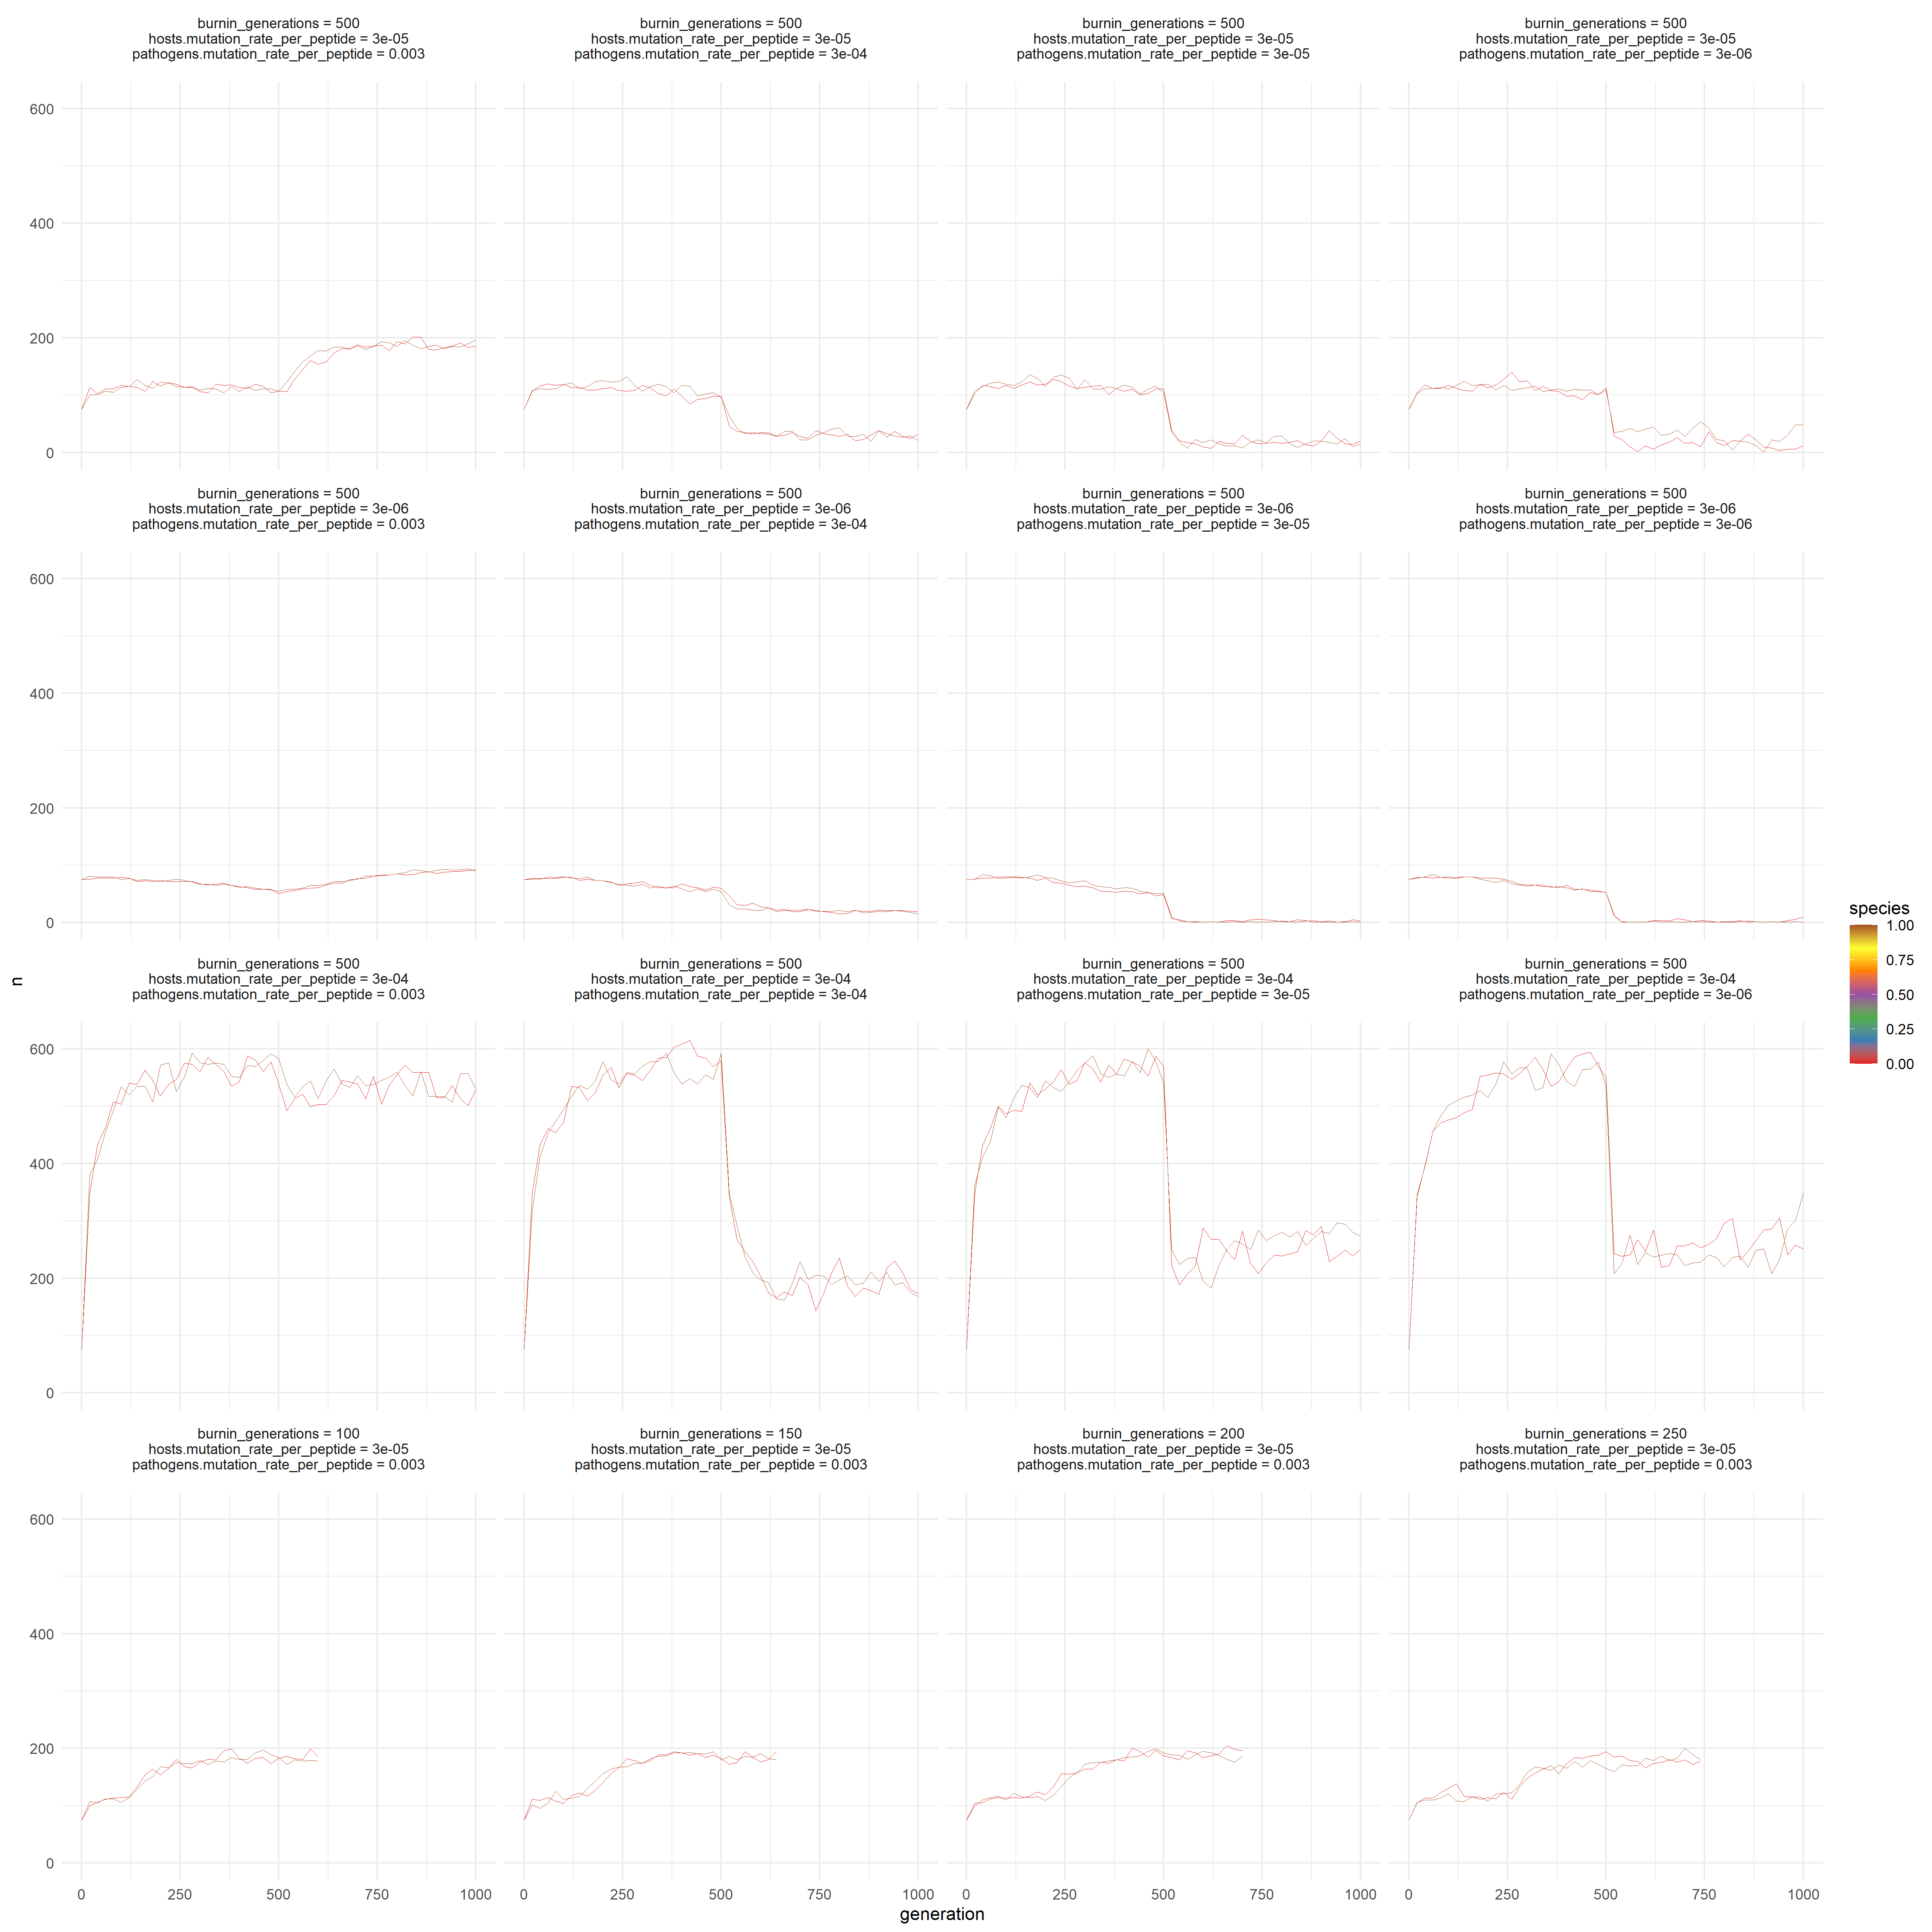 burnin_generations = 500
hosts.mutation_rate_per_peptide = 3e-05
pathogens.mutation_rate_per_peptide = 0.003
burnin_generations = 500
hosts.mutation_rate_per_peptide = 3e-05
pathogens.mutation_rate_per_peptide = 3e-04
burnin_generations = 500
hosts.mutation_rate_per_peptide = 3e-05
pathogens.mutation_rate_per_peptide = 3e-05
burnin_generations = 500
hosts.mutation_rate_per_peptide = 3e-05
pathogens.mutation_rate_per_peptide = 3e-06
600
400
200
0
burnin_generations = 500
hosts.mutation_rate_per_peptide = 3e-06
pathogens.mutation_rate_per_peptide = 0.003
burnin_generations = 500
hosts.mutation_rate_per_peptide = 3e-06
pathogens.mutation_rate_per_peptide = 3e-04
burnin_generations = 500
hosts.mutation_rate_per_peptide = 3e-06
pathogens.mutation_rate_per_peptide = 3e-05
burnin_generations = 500
hosts.mutation_rate_per_peptide = 3e-06
pathogens.mutation_rate_per_peptide = 3e-06
600
400
200
0
burnin_generations = 500
hosts.mutation_rate_per_peptide = 3e-04
pathogens.mutation_rate_per_peptide = 0.003
burnin_generations = 500
hosts.mutation_rate_per_peptide = 3e-04
pathogens.mutation_rate_per_peptide = 3e-04
burnin_generations = 500
hosts.mutation_rate_per_peptide = 3e-04
pathogens.mutation_rate_per_peptide = 3e-05
burnin_generations = 500
hosts.mutation_rate_per_peptide = 3e-04
pathogens.mutation_rate_per_peptide = 3e-06
600
400
200
0
burnin_generations = 100
hosts.mutation_rate_per_peptide = 3e-05
pathogens.mutation_rate_per_peptide = 0.003
burnin_generations = 150
hosts.mutation_rate_per_peptide = 3e-05
pathogens.mutation_rate_per_peptide = 0.003
burnin_generations = 200
hosts.mutation_rate_per_peptide = 3e-05
pathogens.mutation_rate_per_peptide = 0.003
burnin_generations = 250
hosts.mutation_rate_per_peptide = 3e-05
pathogens.mutation_rate_per_peptide = 0.003
600
400
200
0
0 250 500 750 1000
0 250 500 750 1000
0 250 500 750 1000
0 250 500 750 1000
generation
n
species
1.00
0.75
0.50
0.25
0.00